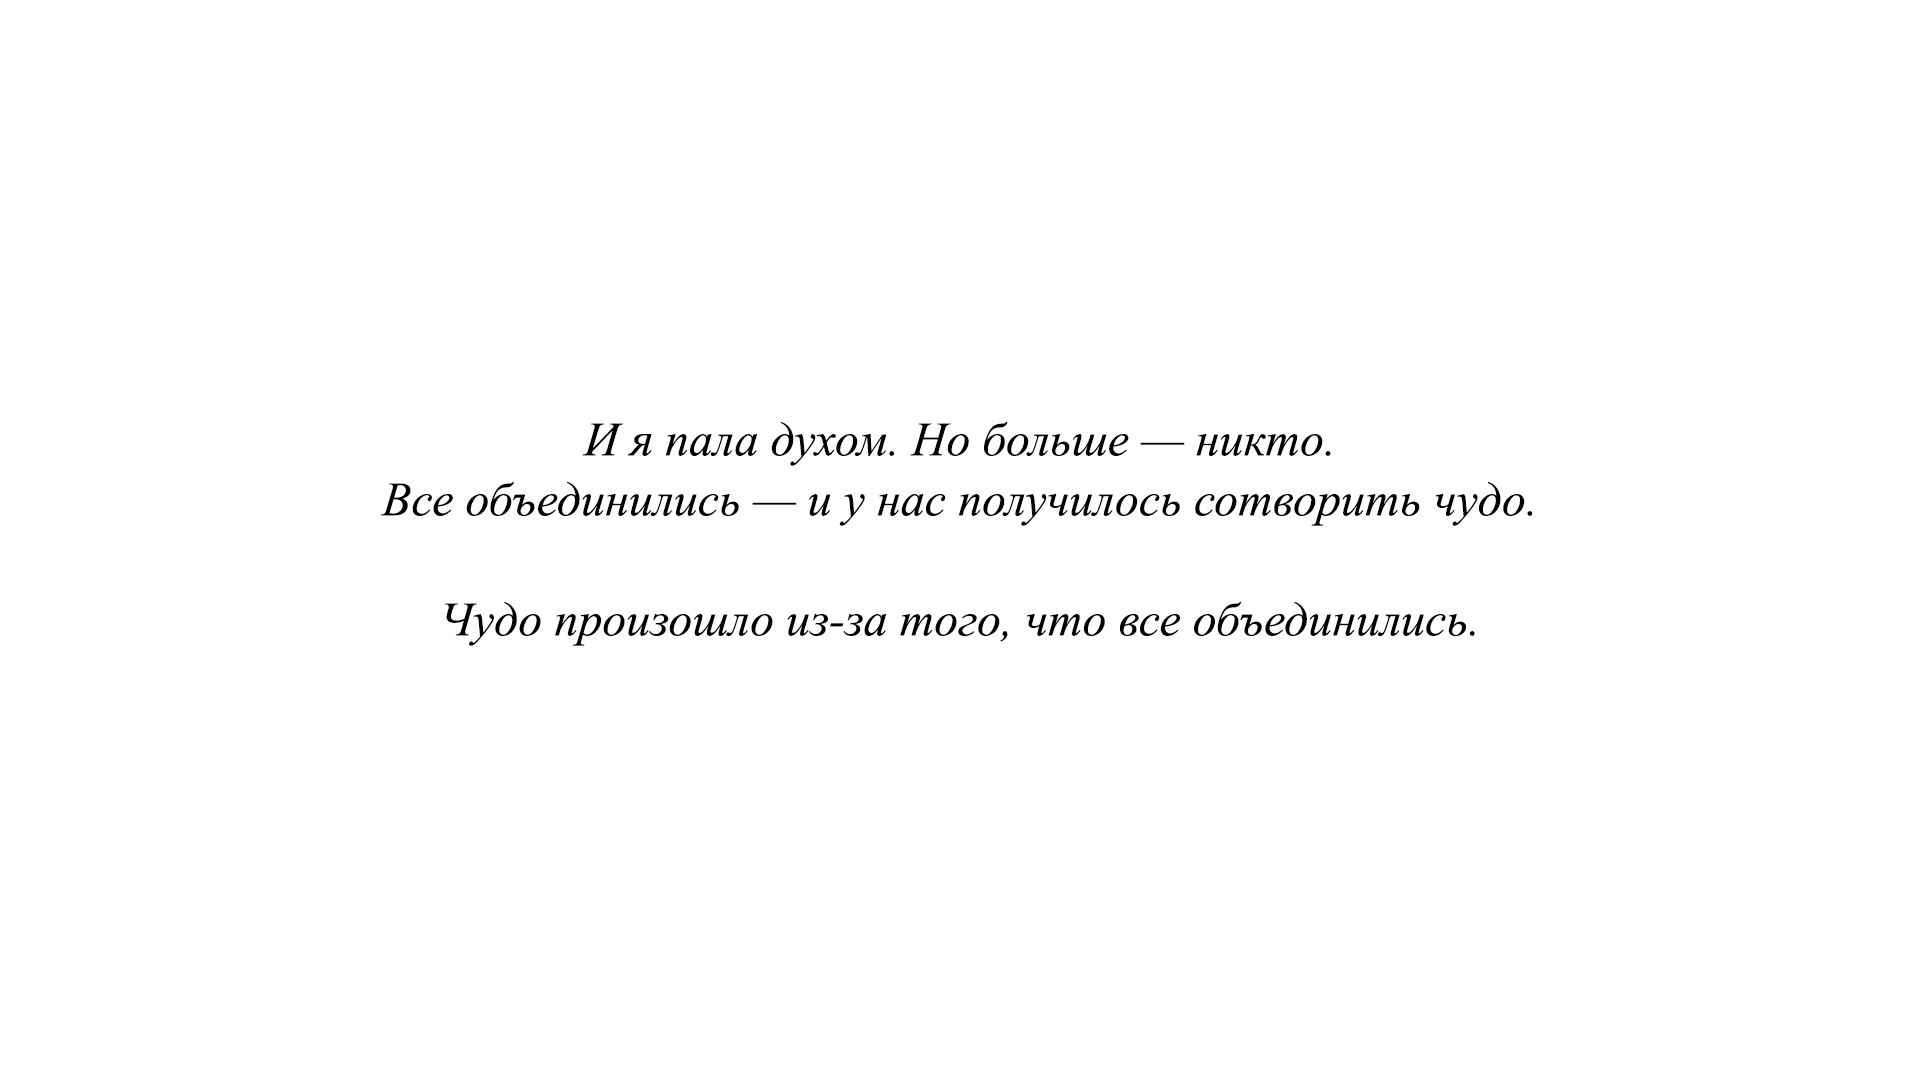 И я пала духом. Но больше — никто.
Все объединились — и у нас получилось сотворить чудо.
Чудо произошло из-за того, что все объединились.